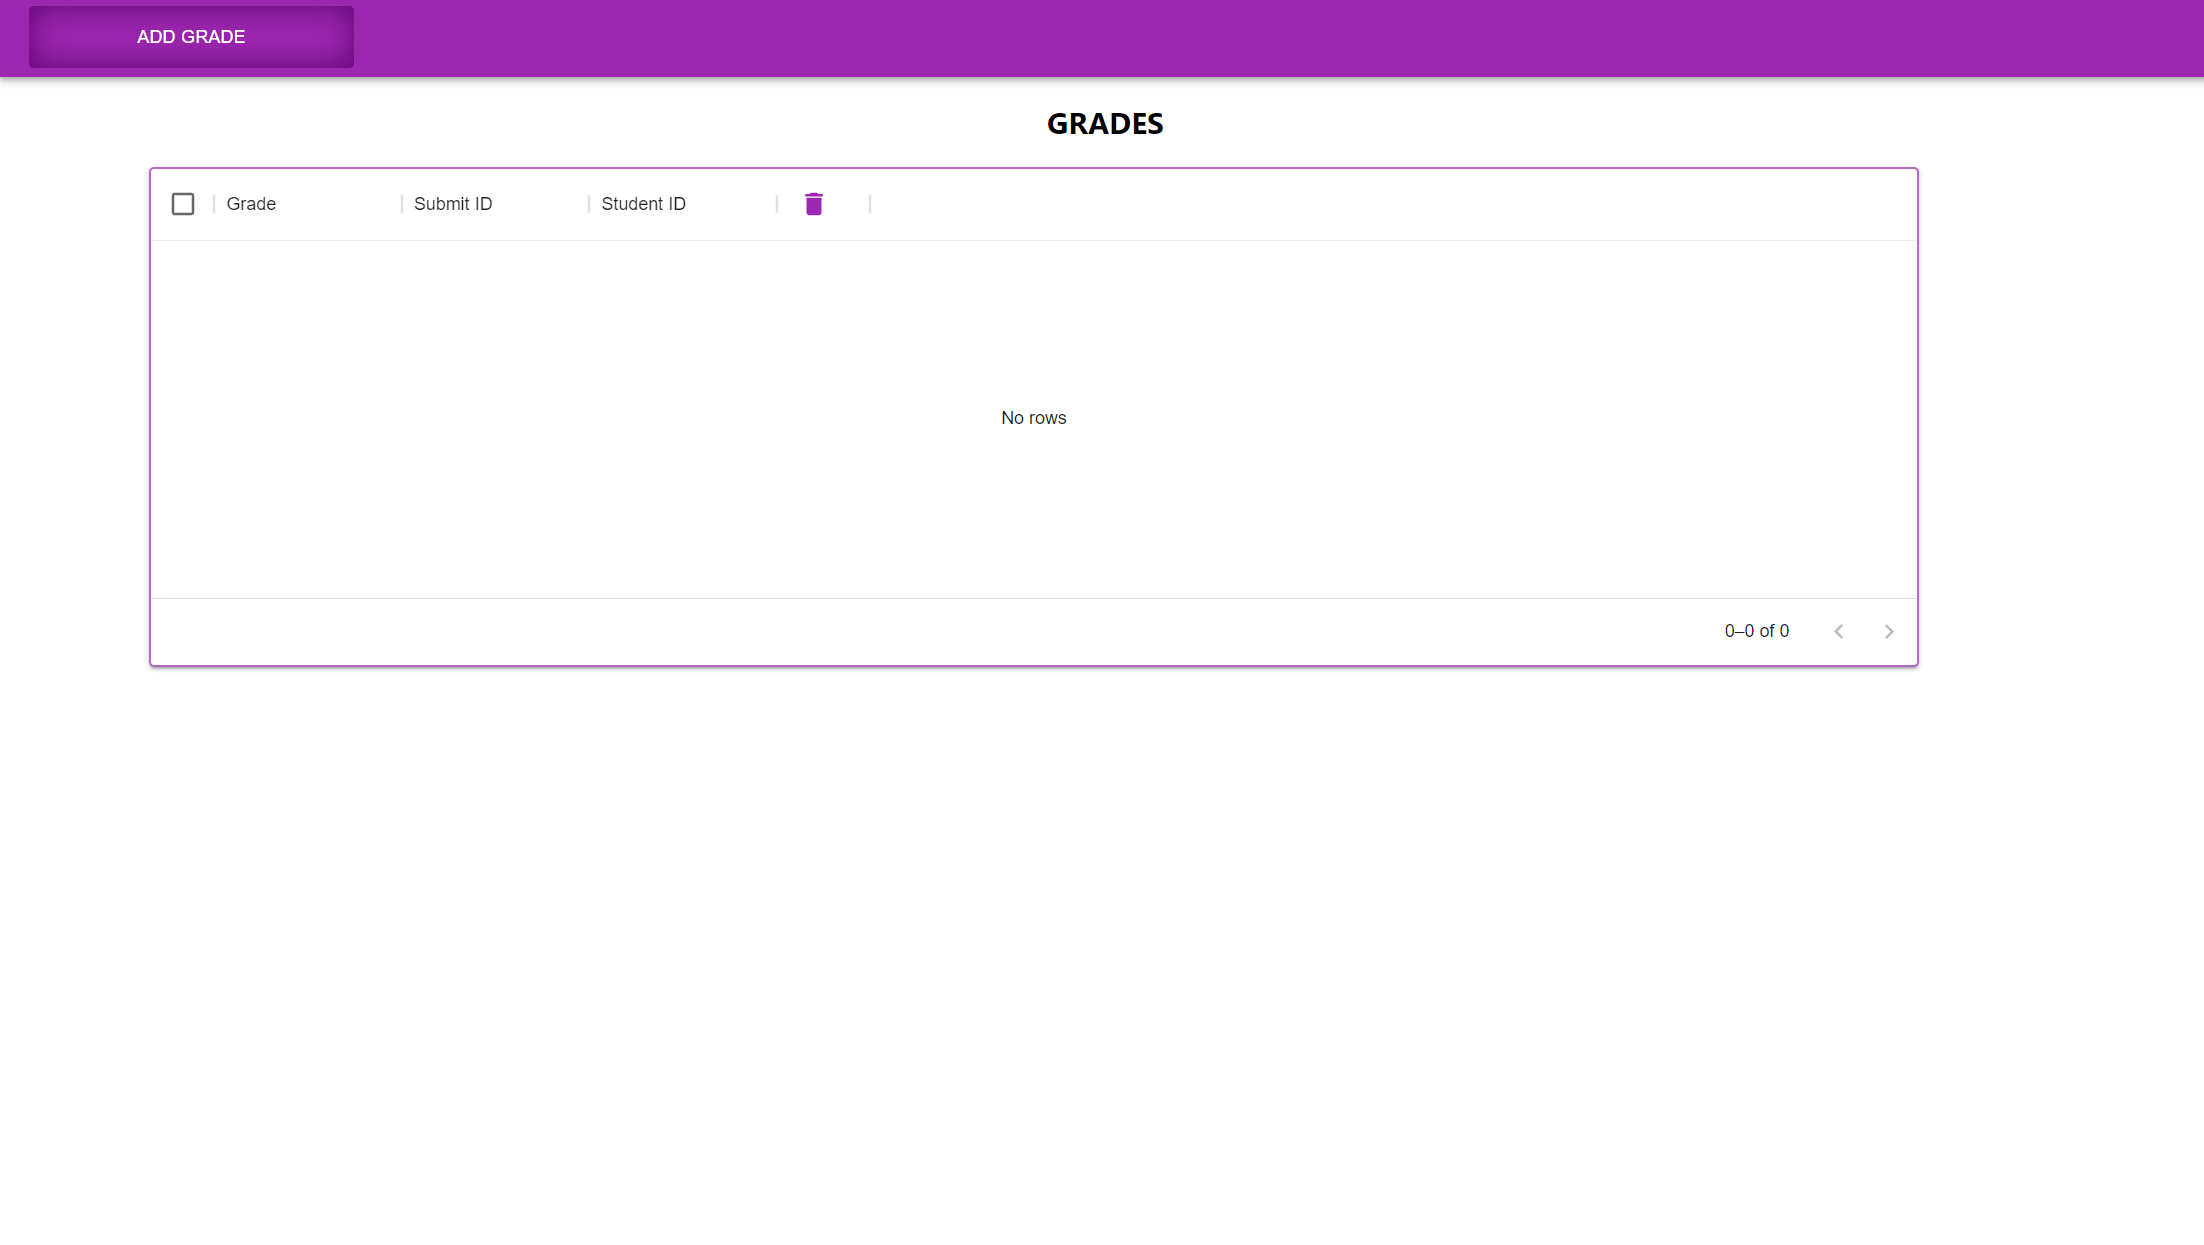 ADD GRADE
GRADES
Grade Submit ID Student ID
No rows
0–0 of 0